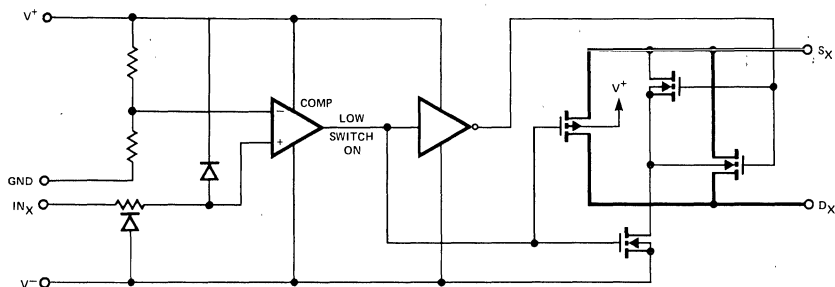 V+
GND
INX
V−
−
+
COMP
LOW
SWITCH
ON
V+
SX
DX